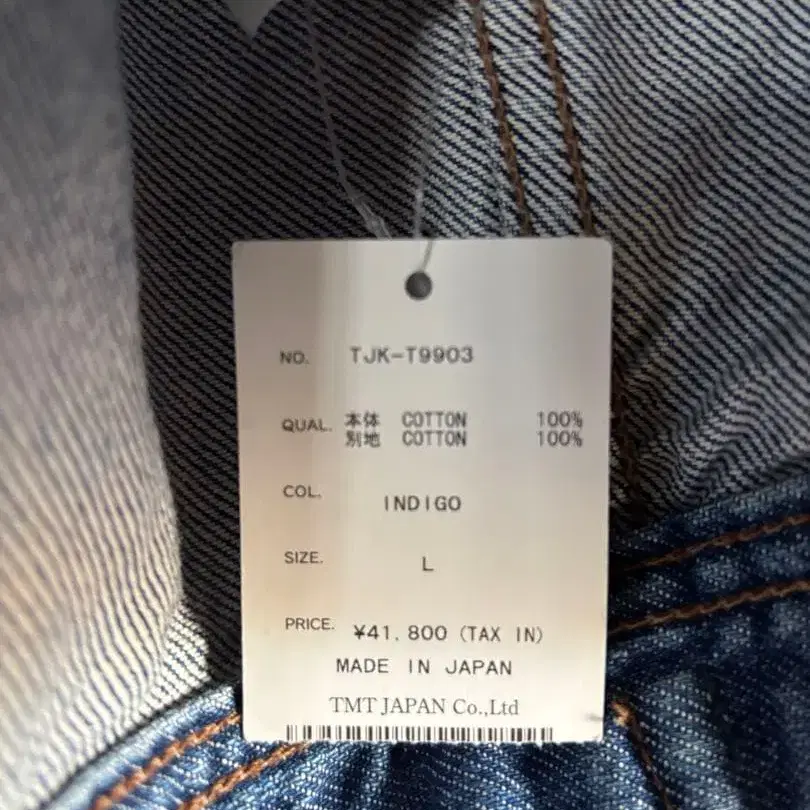 NO. TJK-T9903
QUAL. 本体 COTTON 100%
別地 COTTON 100%
COL. INDIGO
SIZE. L
PRICE. ¥41,800 (TAX IN)
MADE IN JAPAN
TMT JAPAN Co.,Ltd